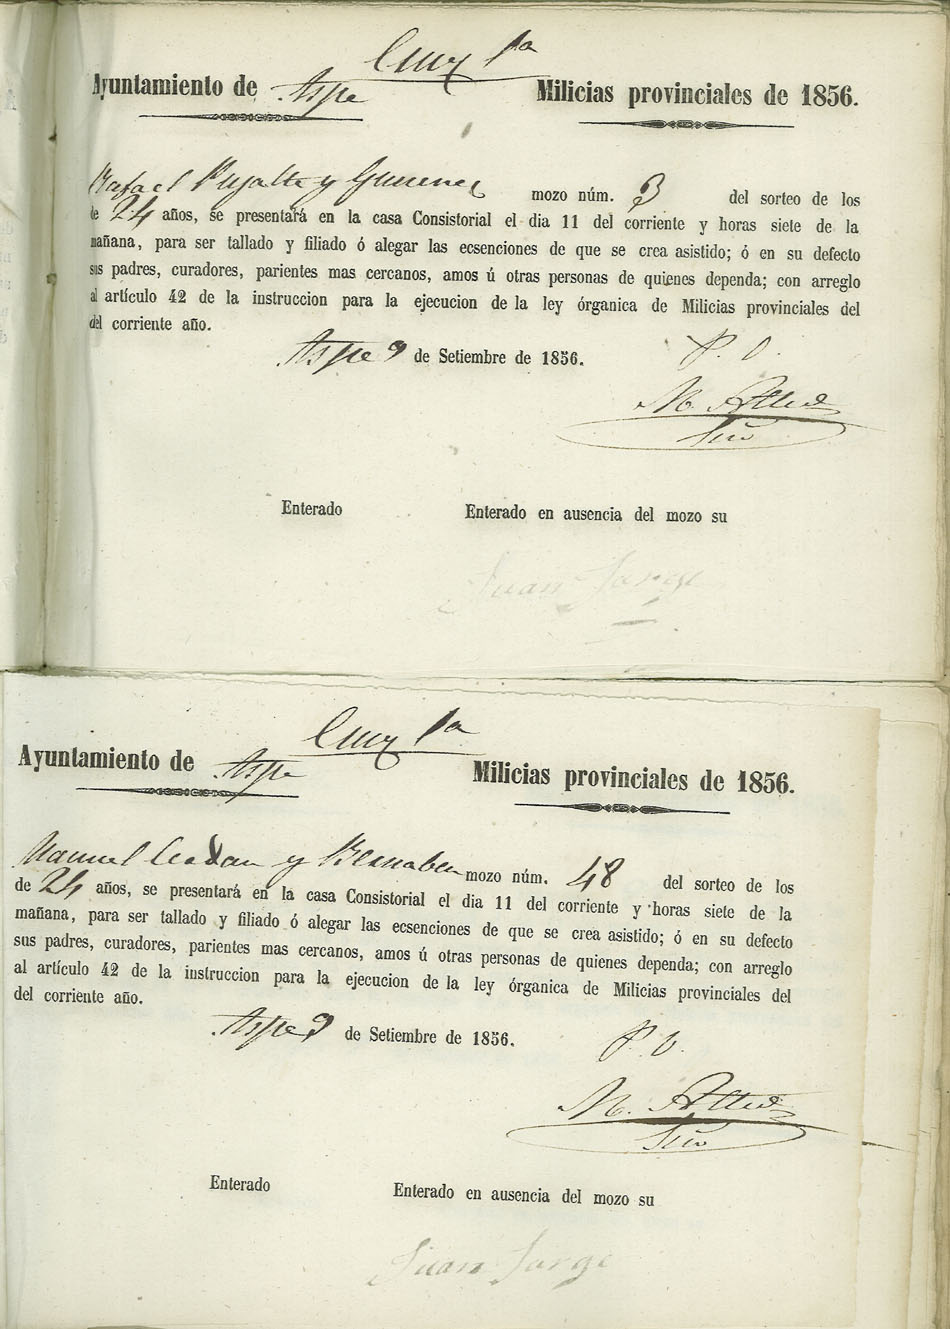 Cruz 1ª
Ayuntamiento de Aspe Milicias provinciales de 1856.
Rafael Pujalte y Gimenez mozo núm. 3 del sorteo de los
de 24 años, se presentará en la casa Consistorial el dia 11 del corriente y horas siete de la
mañana, para ser tallado y filiado ó alegar las ecsenciones de que se crea asistido; ó en su defecto
sus padres, curadores, parientes mas cercanos, amos ú otras personas de quienes dependa; con arreglo
al artículo 42 de la instruccion para la ejecucion de la ley órganica de Milicias provinciales del
del corriente año.
Aspe 9 de Setiembre de 1856.
P. O.
M.
Srio
Enterado Enterado en ausencia del mozo su
Juan Jorge
Cruz 1ª
Ayuntamiento de Aspe Milicias provinciales de 1856.
Manuel y Bernabeu mozo núm. 48 del sorteo de los
de 24 años, se presentará en la casa Consistorial el dia 11 del corriente y horas siete de la
mañana, para ser tallado y filiado ó alegar las ecsenciones de que se crea asistido; ó en su defecto
sus padres, curadores, parientes mas cercanos, amos ú otras personas de quienes dependa; con arreglo
al artículo 42 de la instruccion para la ejecucion de la ley órganica de Milicias provinciales del
del corriente año.
Aspe 9 de Setiembre de 1856.
P. O.
M.
Srio
Enterado Enterado en ausencia del mozo su
Juan Jorge